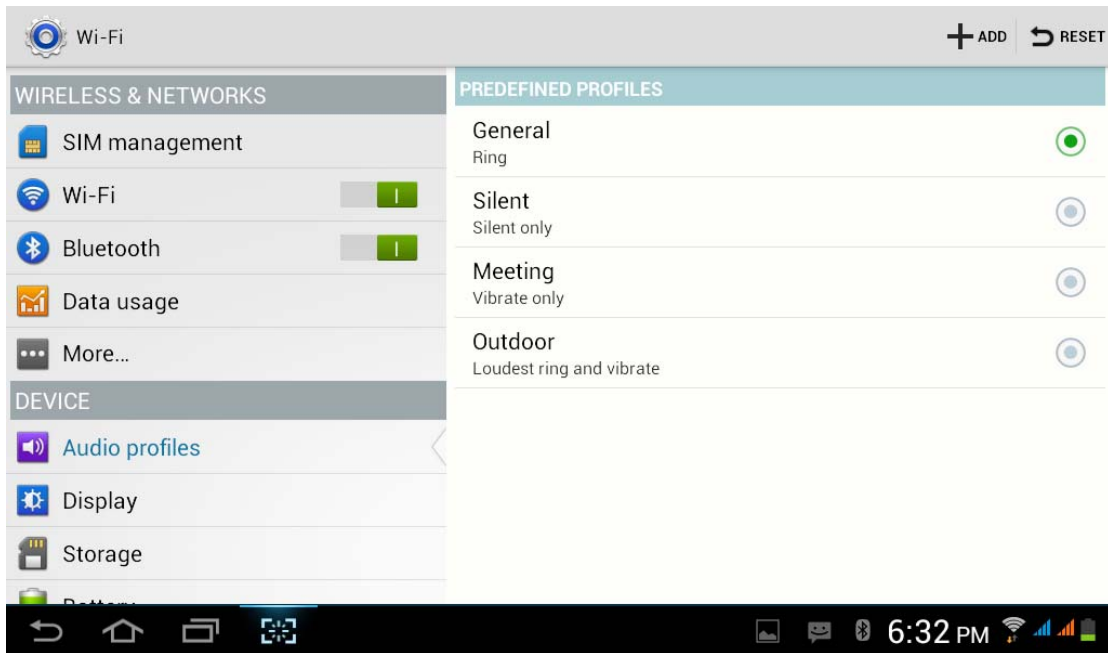 Wi-Fi
ADD
RESET
WIRELESS & NETWORKS
SIM management
Wi-Fi
Bluetooth
Data usage
More...
DEVICE
Audio profiles
Display
Storage
Battery
PREDEFINED PROFILES
General
Ring
Silent
Silent only
Meeting
Vibrate only
Outdoor
Loudest ring and vibrate
6:32 PM